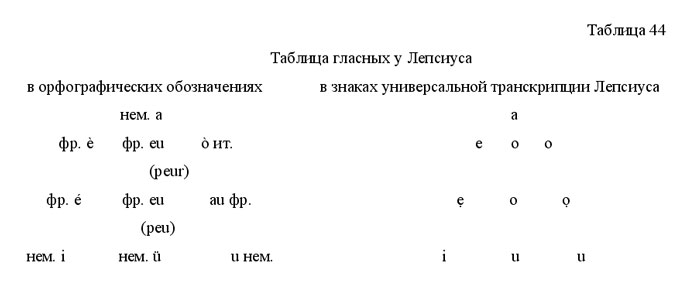 Таблица 44
Таблица гласных у Лепсиуса
в орфографических обозначениях в знаках универсальной транскрипции Лепсиуса
нем. a a
фр. è фр. eu ò ит. e o o
(peur)
фр. é фр. eu au фр. ẹ o ọ
(peu)
нем. i нем. ü u нем. i u u